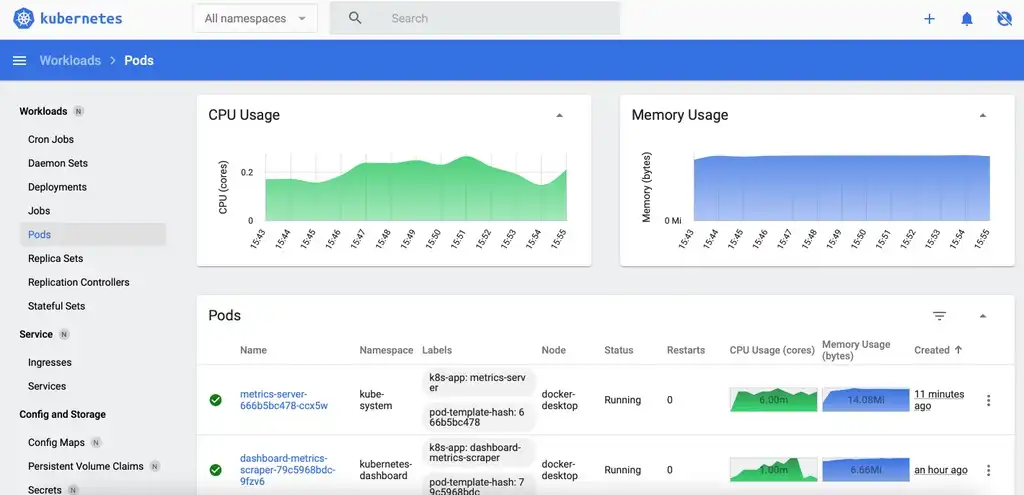 kubernetes
All namespaces
Search
Workloads > Pods
Workloads N
Cron Jobs
Daemon Sets
Deployments
Jobs
Pods
Replica Sets
Replication Controllers
Stateful Sets
Service N
Ingresses
Services
Config and Storage
Config Maps N
Persistent Volume Claims N
Secrets N
CPU Usage
CPU (cores)
0.2
0
15:43 15:44 15:45 15:46 15:47 15:48 15:49 15:50 15:51 15:52 15:53 15:54 15:55
Memory Usage
Memory (bytes)
0 Mi
15:43 15:44 15:45 15:46 15:47 15:48 15:49 15:50 15:51 15:52 15:53 15:54 15:55
Pods
Name Namespace Labels Node Status Restarts CPU Usage (cores) Memory Usage
(bytes) Created
metrics-server-
666b5bc478-ccx5w
kube-
system
k8s-app: metrics-serv
er
pod-template-hash: 6
66b5bc478
docker-
desktop
Running
0
6.00m
14.08Mi
11 minutes
ago
dashboard-metrics-
scraper-79c5968bdc-
9fzv6
kubernetes-
dashboard
k8s-app: dashboard-
metrics-scraper
pod-template-hash: 79
9c5968bdc
docker-
desktop
Running
0
1.00m
6.66Mi
an hour ago